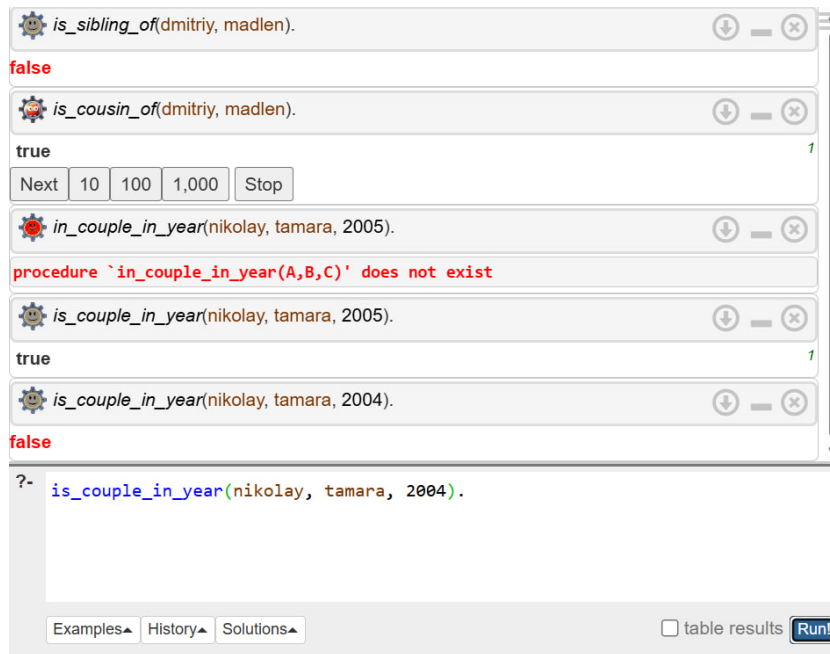 is_sibling_of(dmitriy, madlen).
false
is_cousin_of(dmitriy, madlen).
true 1
Next 10 100 1,000 Stop
in_couple_in_year(nikolay, tamara, 2005).
procedure `in_couple_in_year(A,B,C)' does not exist
is_couple_in_year(nikolay, tamara, 2005).
true 1
is_couple_in_year(nikolay, tamara, 2004).
false
?- is_couple_in_year(nikolay, tamara, 2004).
Examples▴ History▴ Solutions▴ table results Run!